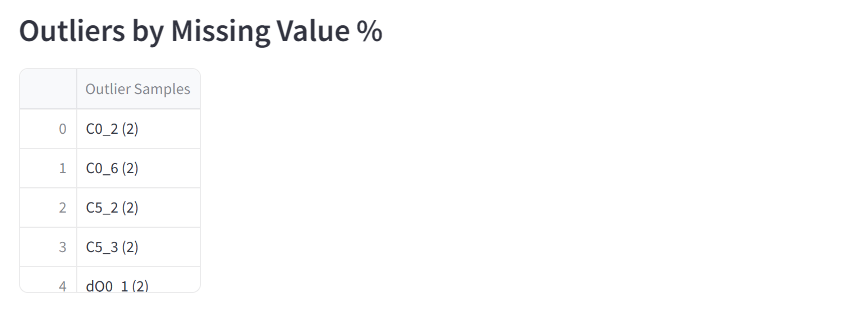 Outliers by Missing Value %
Outlier Samples
0 C0_2 (2)
1 C0_6 (2)
2 C5_2 (2)
3 C5_3 (2)
4 dO0_1 (2)